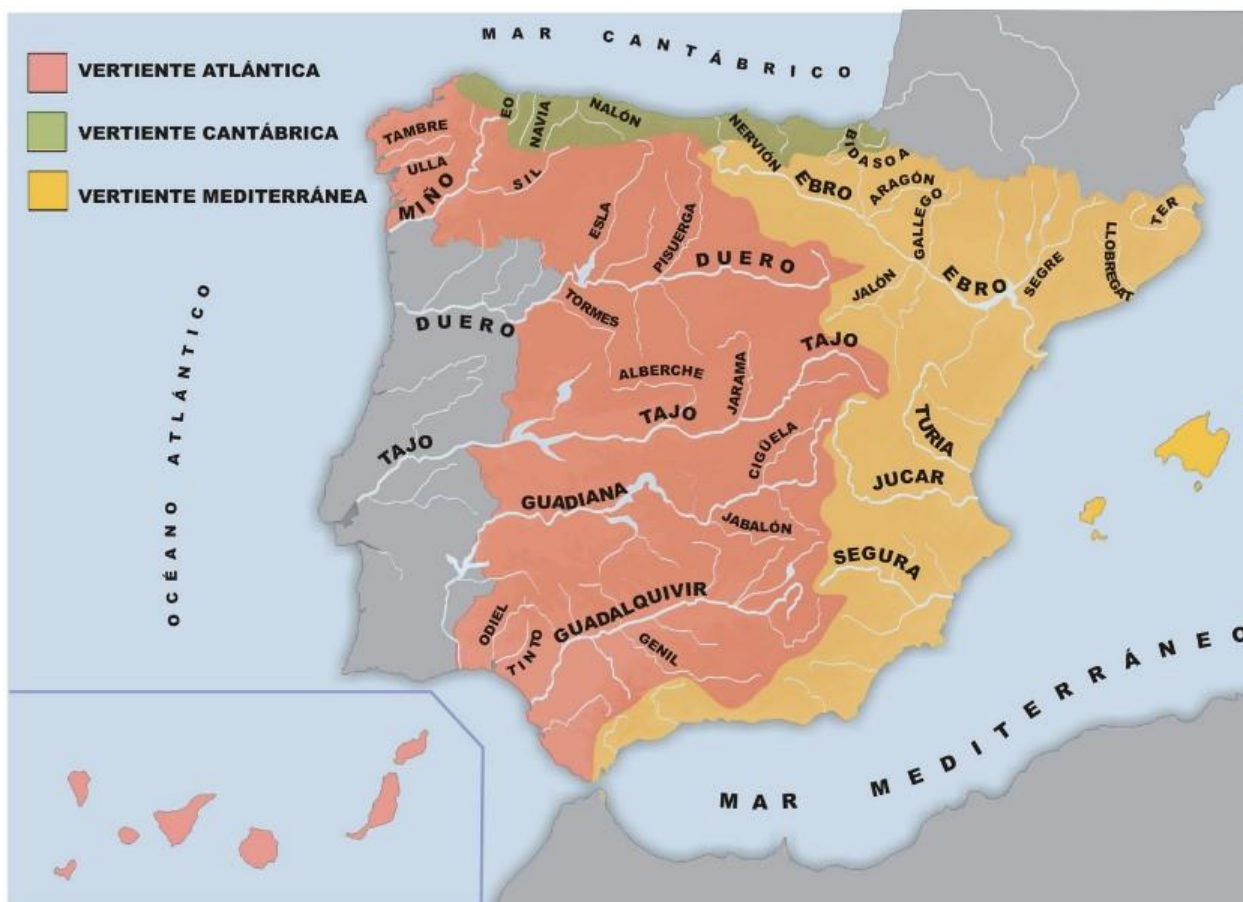 MAR CANTÁBRICO
VERTIENTE ATLÁNTICA
VERTIENTE CANTÁBRICA
VERTIENTE MEDITERRÁNEA
OCÉANO ATLÁNTICO
TAMBRE
ULLA
MIÑO
SIL
EO
NAVIA
NALÓN
NERVIÓN
BIDASOA
EBRO
ARAGÓN
GALLEGO
TER
LLOBREGAT
SEGRE
EBRO
JALÓN
ESLA
PISUERGA
DUERO
DUERO
TORMES
ALBERCHE
JARAMA
TAJO
TAJO
TAJO
CIGÜELA
TURIA
JUCAR
GUADIANA
JABALÓN
SEGURA
GUADALQUIVIR
ODIEL
TINTO
GENIL
MAR MEDITERRÁNEO